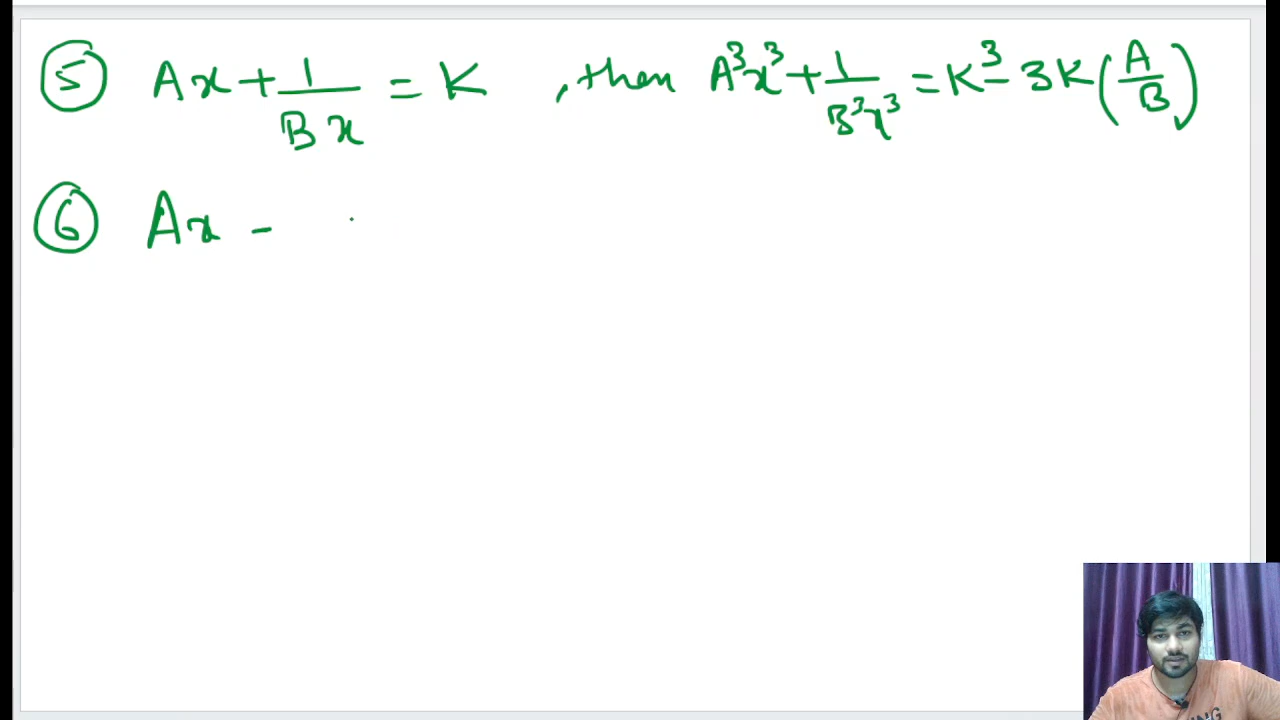 ⑤ Ax + 1/Bx = K , then A³x³ + 1/B³x³ = K³ - 3K(A/B)
⑥ Ax -